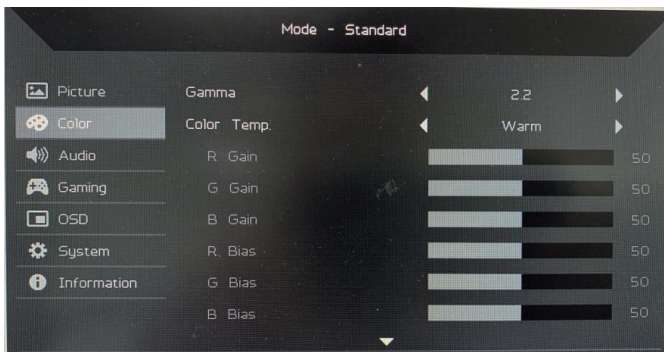 Mode - Standard
Picture
Gamma 2.2
Color
Color Temp. Warm
Audio
R Gain 50
Gaming
G Gain 50
OSD
B Gain 50
System
R. Bias 50
Information
G Bias 50
B Bias 50